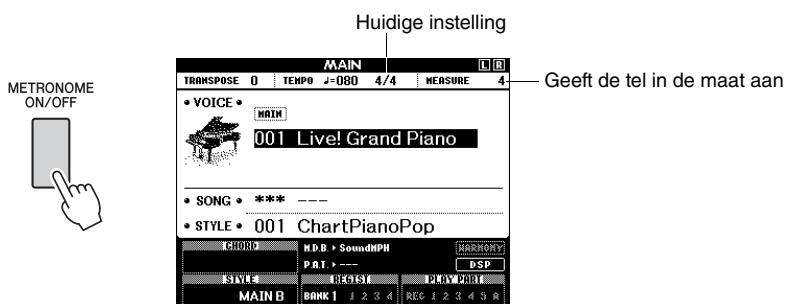 Huidige instelling
METRONOME
ON/OFF
MAIN L R
TRANSPOSE 0 TEMPO ♩=080 4/4 MEASURE 4
Geeft de tel in de maat aan
• VOICE •
MAIN
001 Live! Grand Piano
• SONG • *** ---
• STYLE • 001 ChartPianoPop
CHORD M.D.B. ▸ SoundMPH HARMONY
P.A.T. ▸ --- DSP
STYLE REGIST PLAY PART
MAIN B BANK 1 1 2 3 4 REC 1 2 3 4 5 A